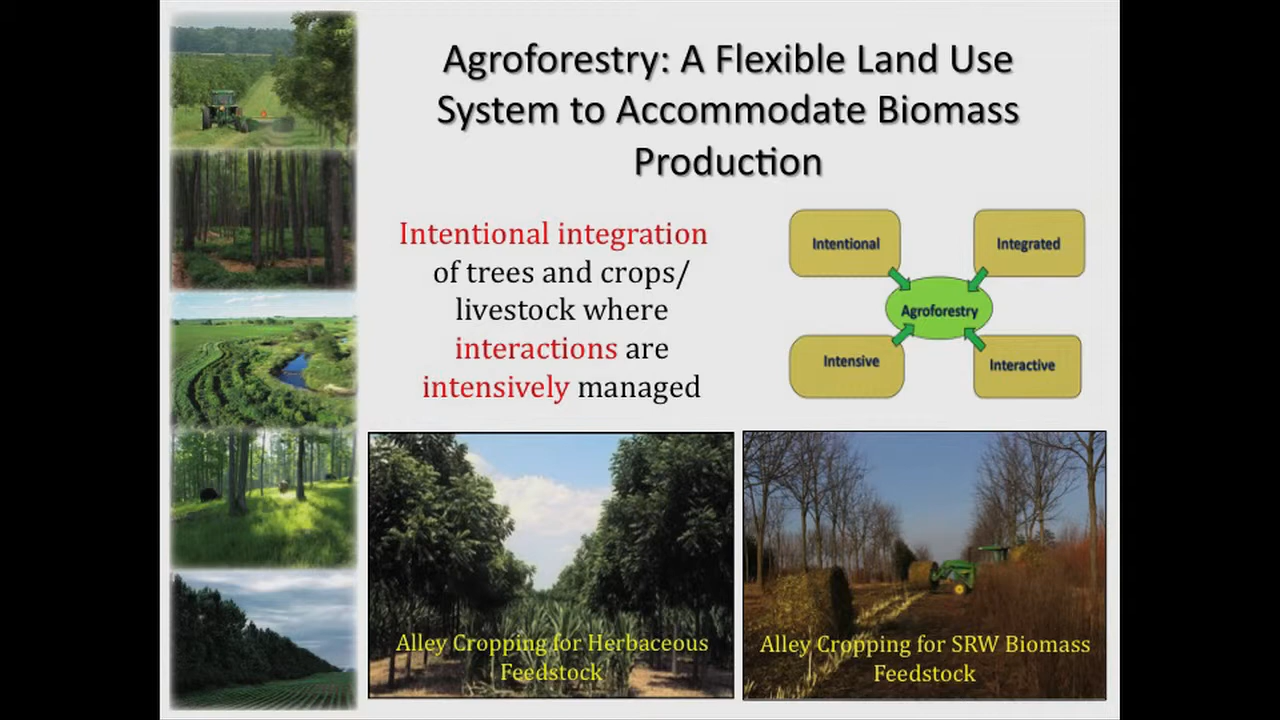 Agroforestry: A Flexible Land Use
System to Accommodate Biomass
Production
Intentional integration
of trees and crops/
livestock where
interactions are
intensively managed
Intentional
Integrated
Agroforestry
Intensive
Interactive
Alley Cropping for Herbaceous
Feedstock
Alley Cropping for SRW Biomass
Feedstock